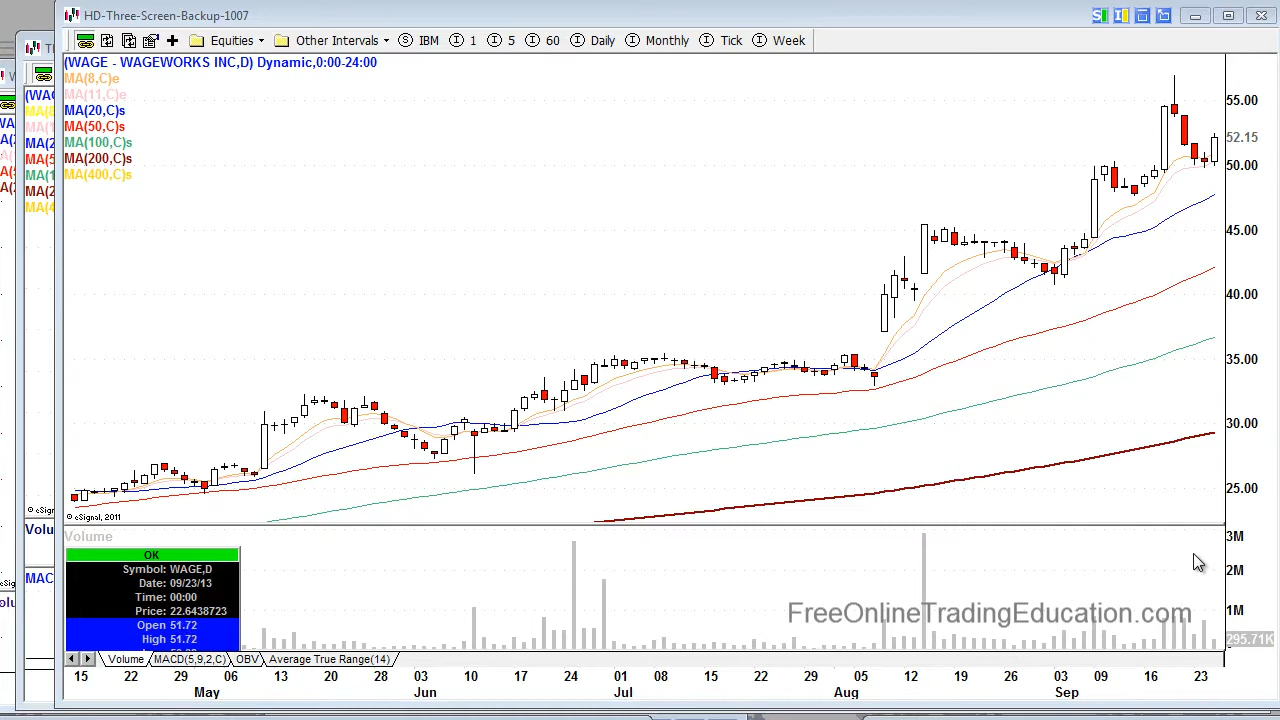 HD-Three-Screen-Backup-1007
Equities Other Intervals IBM 1 5 60 Daily Monthly Tick Week
(WAGE - WAGEWORKS INC,D) Dynamic,0:00-24:00
MA(8,C)e
MA(11,C)e
MA(20,C)s
MA(50,C)s
MA(100,C)s
MA(200,C)s
MA(400,C)s
55.00
52.15
50.00
45.00
40.00
35.00
30.00
25.00
© eSignal, 2011
Volume
3M
2M
1M
295.71K
OK
Symbol: WAGE,D
Date: 09/23/13
Time: 00:00
Price: 22.6438723
Open 51.72
High 51.72
FreeOnlineTradingEducation.com
Volume MACD(5,9,2,C) OBV Average True Range(14)
15 22 29 06 13 20 28 03 10 17 24 01 08 15 22 29 05 12 19 26 03 09 16 23
May Jun Jul Aug Sep